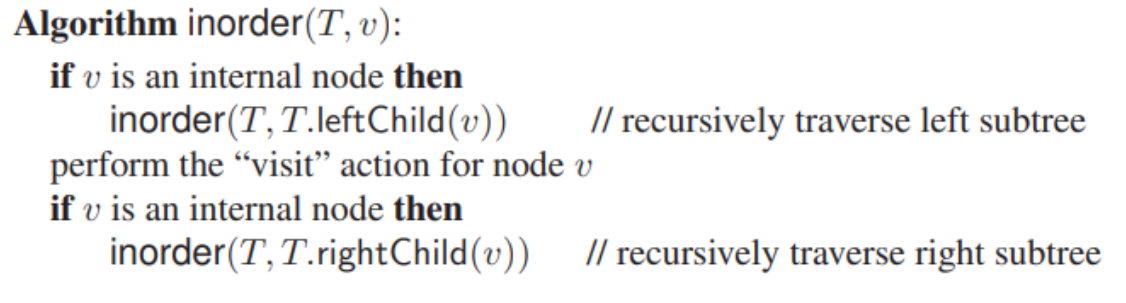 Algorithm inorder(T, v):
if v is an internal node then
inorder(T, T.leftChild(v)) // recursively traverse left subtree
perform the “visit” action for node v
if v is an internal node then
inorder(T, T.rightChild(v)) // recursively traverse right subtree